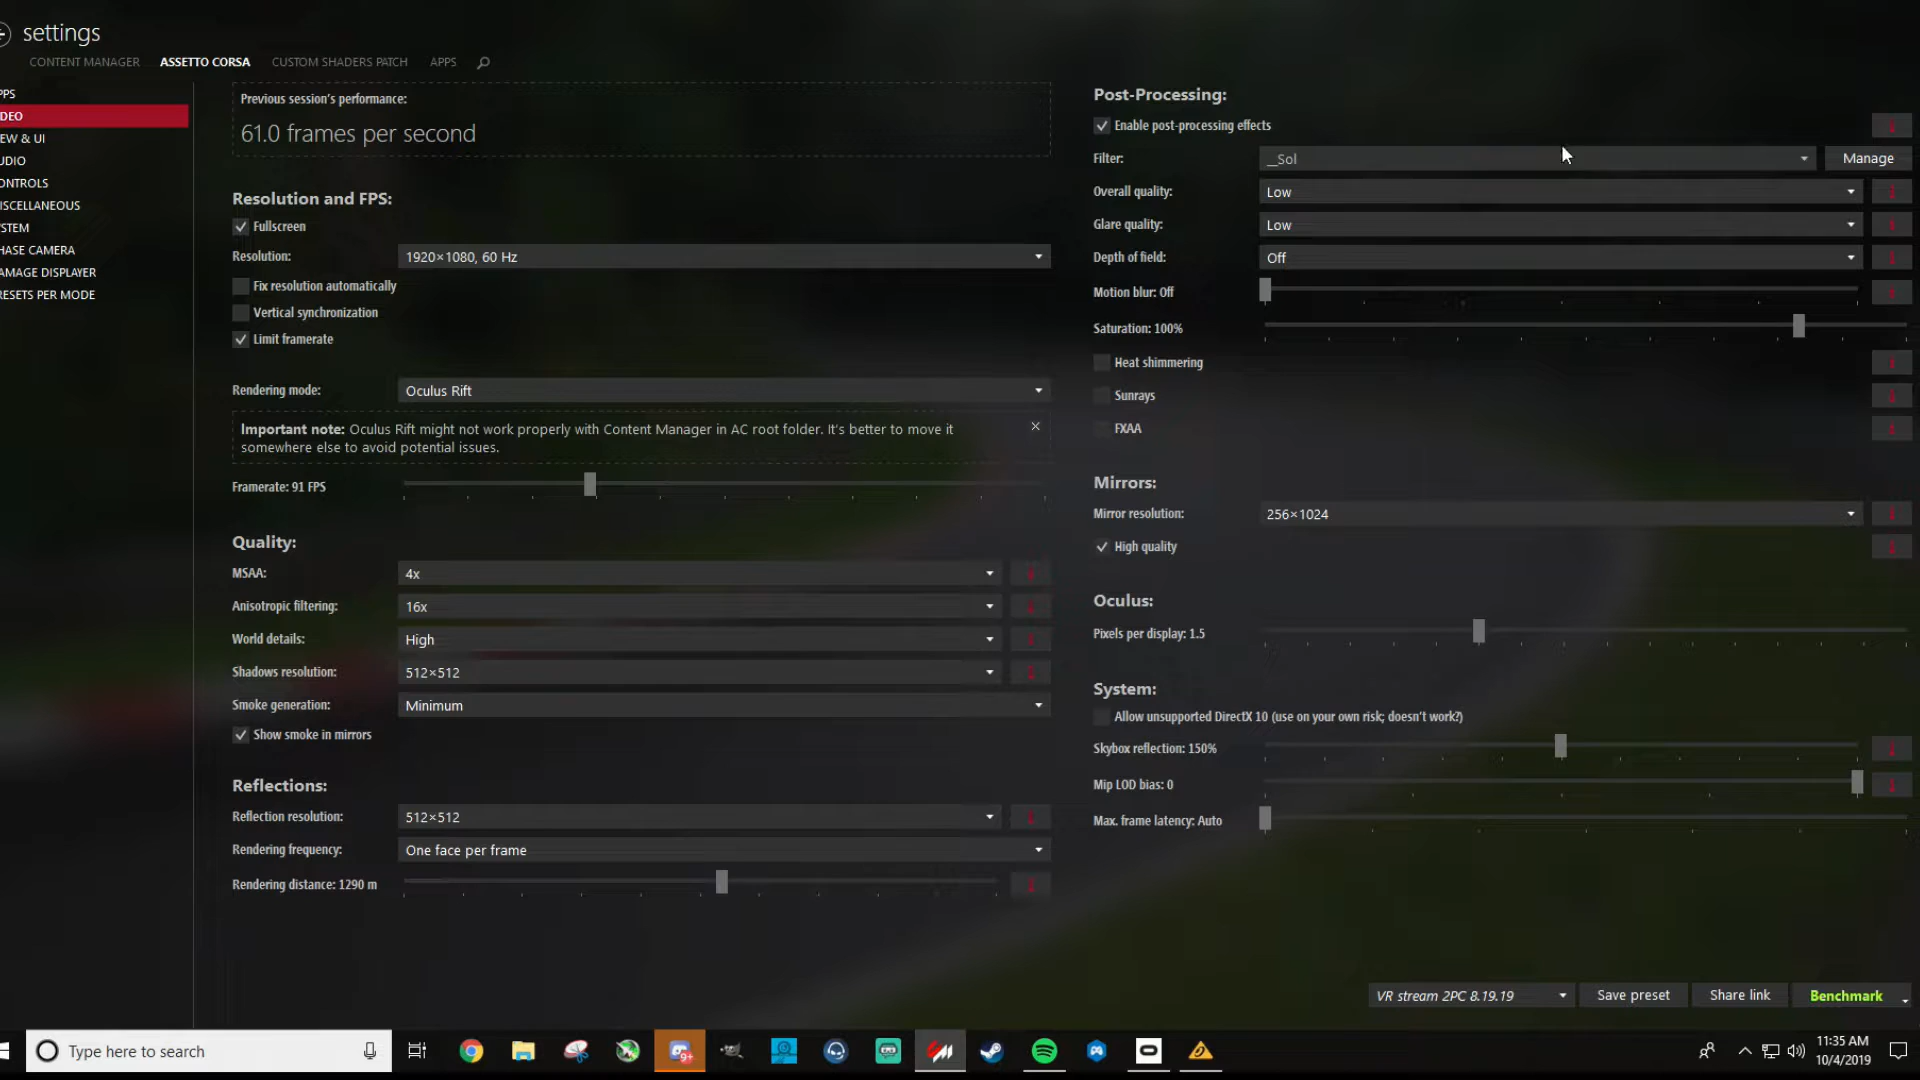 settings
CONTENT MANAGER ASSETTO CORSA CUSTOM SHADERS PATCH APPS
PPS
DEO
EW & UI
UDIO
ONTROLS
ISCELLANEOUS
STEM
HASE CAMERA
AMAGE DISPLAYER
RESETS PER MODE
Previous session's performance:
61.0 frames per second
Resolution and FPS:
Fullscreen
Resolution: 1920×1080, 60 Hz
Fix resolution automatically
Vertical synchronization
Limit framerate
Rendering mode: Oculus Rift
Important note: Oculus Rift might not work properly with Content Manager in AC root folder. It's better to move it
somewhere else to avoid potential issues.
Framerate: 91 FPS
Quality:
MSAA: 4x
Anisotropic filtering: 16x
World details: High
Shadows resolution: 512×512
Smoke generation: Minimum
Show smoke in mirrors
Reflections:
Reflection resolution: 512×512
Rendering frequency: One face per frame
Rendering distance: 1290 m
Post-Processing:
Enable post-processing effects
Filter: __Sol Manage
Overall quality: Low
Glare quality: Low
Depth of field: Off
Motion blur: Off
Saturation: 100%
Heat shimmering
Sunrays
FXAA
Mirrors:
Mirror resolution: 256×1024
High quality
Oculus:
Pixels per display: 1.5
System:
Allow unsupported DirectX 10 (use on your own risk; doesn't work?)
Skybox reflection: 150%
Mip LOD bias: 0
Max. frame latency: Auto
VR stream 2PC 8.19.19 Save preset Share link Benchmark
Type here to search
9+
11:35 AM
10/4/2019